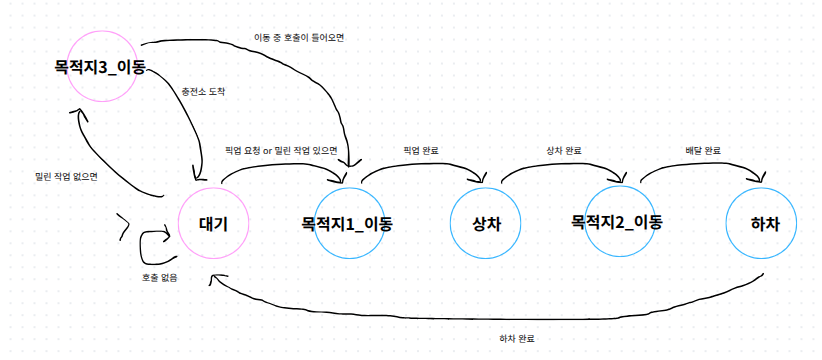 이동 중 호출이 들어오면
목적지3_이동
충전소 도착
픽업 요청 or 밀린 작업 있으면
픽업 완료
상차 완료
배달 완료
밀린 작업 없으면
대기
목적지1_이동
상차
목적지2_이동
하차
호출 없음
하차 완료